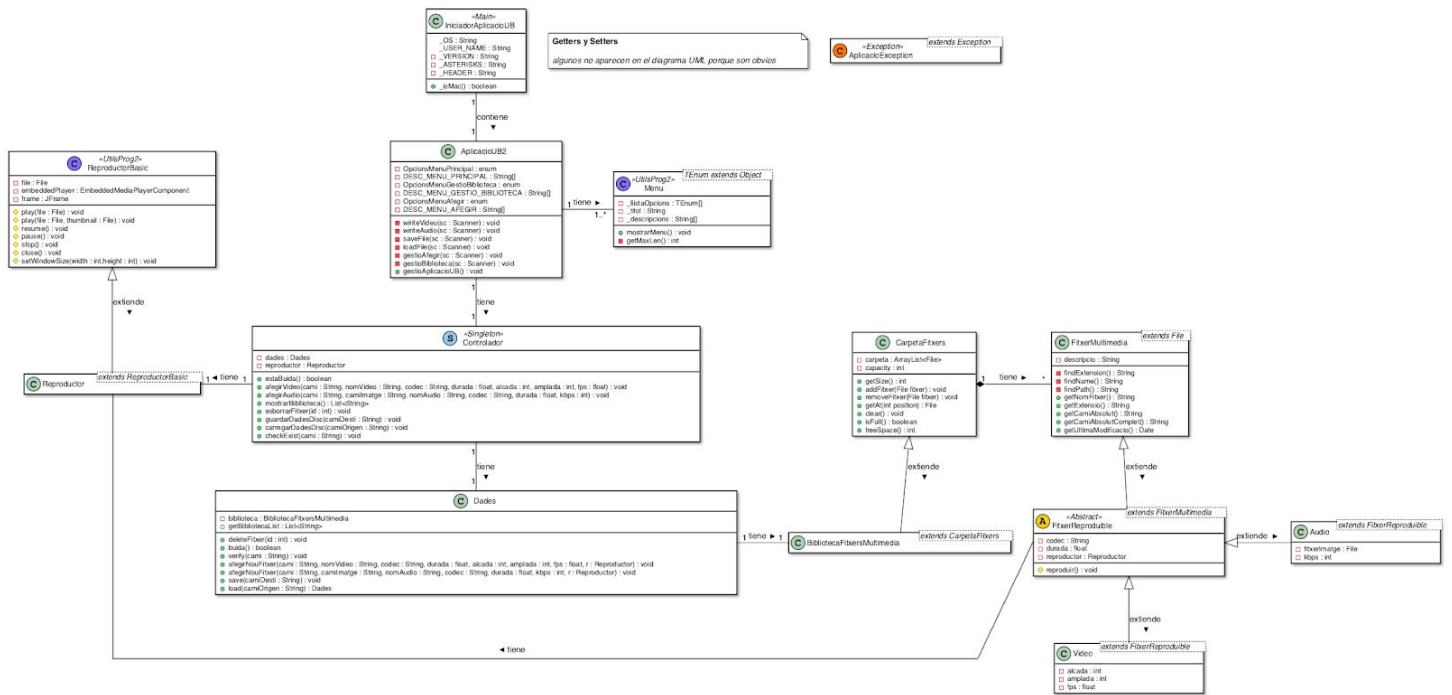 «Main»
IniciadorAplicacioUB
_OS : String
_USER_NAME : String
_VERSION : String
_ASTERISKS : String
_HEADER : String
_isMac() : boolean
Getters y Setters
algunos no aparecen en el diagrama UML porque son obvios
extends Exception
«Exception»
AplicacioException
1
contiene
1
AplicacioUB2
OpcionsMenuPrincipal : enum
DESC_MENU_PRINCIPAL : String[]
OpcionsMenuGestioBiblioteca : enum
DESC_MENU_GESTIO_BIBLIOTECA : String[]
OpcionsMenuAfegir : enum
DESC_MENU_AFEGIR : String[]
writeVideo(sc : Scanner) : void
writeAudio(sc : Scanner) : void
saveFile(sc : Scanner) : void
loadFile(sc : Scanner) : void
gestioAfegir(sc : Scanner) : void
gestioBiblioteca(sc : Scanner) : void
gestioAplicacioUB() : void
1 tiene ►
1..*
TEnum extends Object
«UtilsProg2»
Menu
_llistaOpcions : TEnum[]
_titol : String
_descripcions : String[]
mostrarMenu() : void
getMaxLen() : int
«UtilsProg2»
ReproductorBasic
file : File
embeddedPlayer : EmbeddedMediaPlayerComponent
frame : JFrame
play(file : File) : void
play(file : File, thumbnail : File) : void
resume() : void
pause() : void
stop() : void
close() : void
setWindowSize(width : int,height : int) : void
extiende
1
tiene
1
«Singleton»
Controlador
dades : Dades
reproductor : Reproductor
estaBuida() : boolean
afegirVideo(cami : String, nomVideo : String, codec : String, durada : float, alcada : int, amplada : int, fps : float) : void
afegirAudio(cami : String, camiImatge : String, nomAudio : String, codec : String, durada : float, kbps : int) : void
mostrarBiblioteca() : List<String>
esborrarFitxer(id : int) : void
guardarDadesDisc(camiDesti : String) : void
carregarDadesDisc(camiOrigen : String) : void
checkExist(cami : String) : void
extends ReproductorBasic
Reproductor
1 ◄ tiene 1
CarpetaFitxers
carpeta : ArrayList<File>
capacity : int
getSize() : int
addFitxer(File fitxer) : void
removeFitxer(File fitxer) : void
getAt(int position) : File
clear() : void
isFull() : boolean
freeSpace() : int
1 tiene ► *
extends File
FitxerMultimedia
descripcio : String
findExtension() : String
findName() : String
findPath() : String
getNomFitxer() : String
getExtensio() : String
getCamiAbsolut() : String
getCamiAbsolutComplet() : String
getUltimaModificacio() : Date
extiende
extiende
1
tiene
1
Dades
biblioteca : BibliotecaFitxersMultimedia
getBibliotecaList : List<String>
deleteFitxer(id : int) : void
buida() : boolean
verify(cami : String) : void
afegirNouFitxer(cami : String, nomVideo : String, codec : String, durada : float, alcada : int, amplada : int, fps : float, r : Reproductor) : void
afegirNouFitxer(cami : String, camiImatge : String, nomAudio : String, codec : String, durada : float, kbps : int, r : Reproductor) : void
save(camiDesti : String) : void
load(camiOrigen : String) : Dades
1 tiene ► 1
extends CarpetaFitxers
BibliotecaFitxersMultimedia
extends FitxerMultimedia
«Abstract»
FitxerReproduible
codec : String
durada : float
reproductor : Reproductor
reproduir() : void
extiende ►
extends FitxerReproduible
Audio
fitxerImatge : File
kbps : int
extiende
◄ tiene
extends FitxerReproduible
Video
alcada : int
amplada : int
fps : float